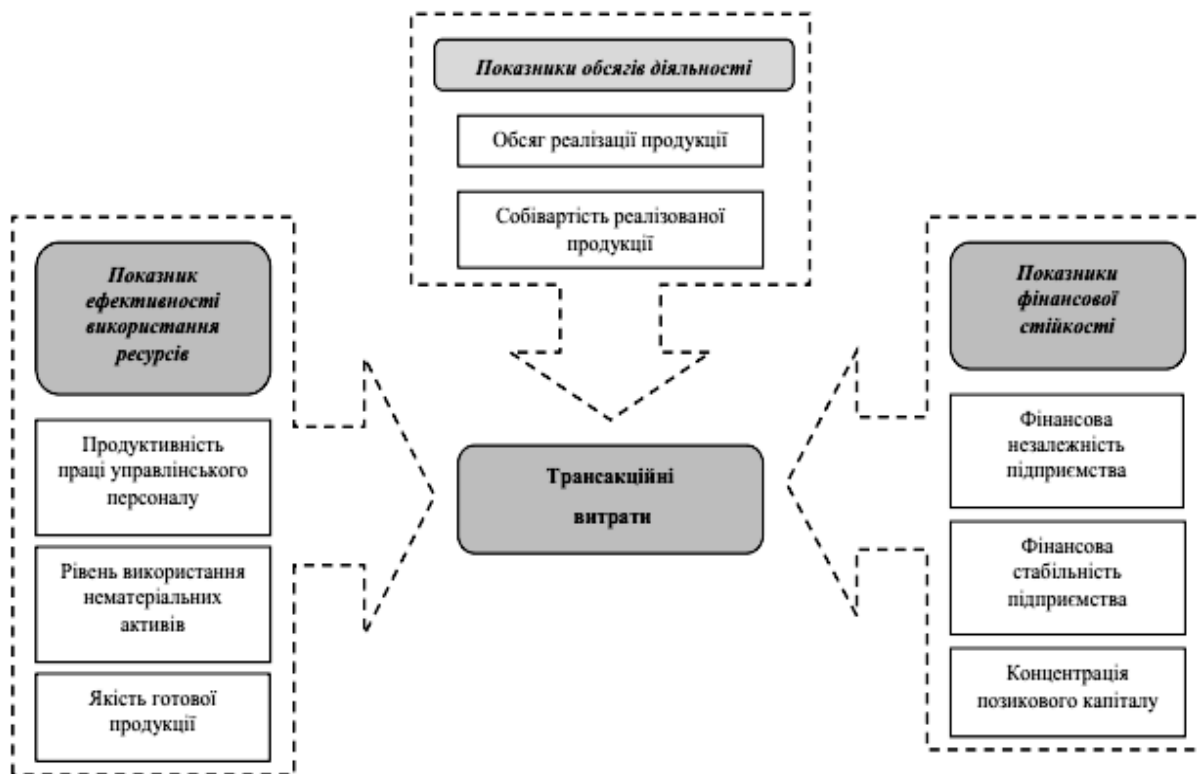 Показники обсягів діяльності
Обсяг реалізації продукції
Собівартість реалізованої
продукції
Показник
ефективності
використання
ресурсів
Продуктивність
праці управлінського
персоналу
Рівень використання
нематеріальних
активів
Якість готової
продукції
Трансакційні
витрати
Показники
фінансової
стійкості
Фінансова
незалежність
підприємства
Фінансова
стабільність
підприємства
Концентрація
позикового капіталу